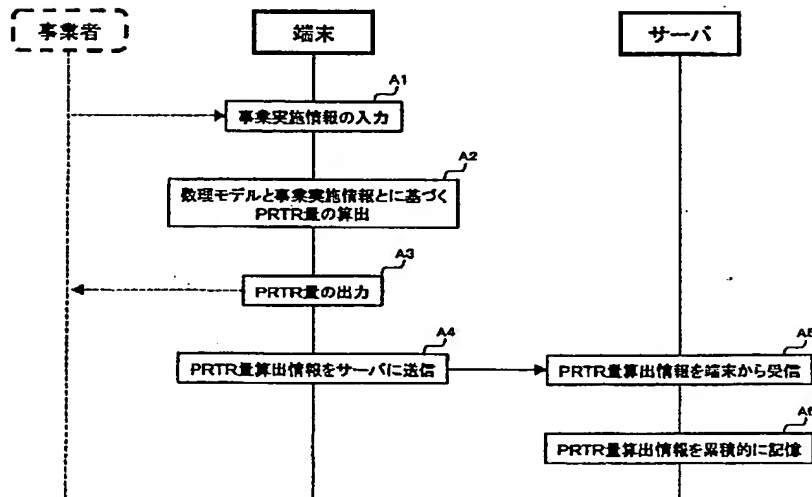 事業者
端末
サーバ
A1
事業実施情報の入力
A2
数理モデルと事業実施情報とに基づく
PRTR量の算出
A3
PRTR量の出力
A4
PRTR量算出情報をサーバに送信
A5
PRTR量算出情報を端末から受信
A6
PRTR量算出情報を累積的に記憶